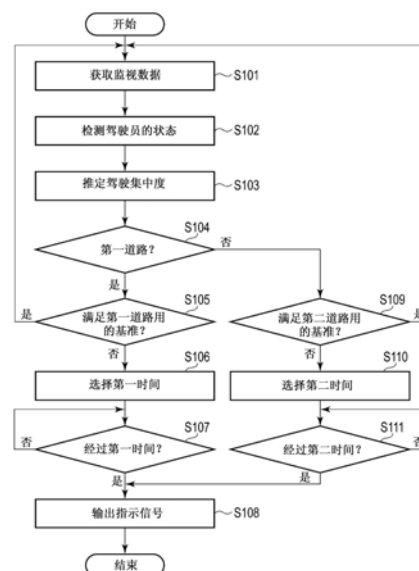 开始
获取监视数据
S101
检测驾驶员的状态
S102
推定驾驶集中度
S103
S104
第一道路?
否
是
S105
是
满足第一道路用
的基准?
否
S109
满足第二道路用
的基准?
是
否
S106
选择第一时间
S110
选择第二时间
S107
否
经过第一时间?
是
S111
经过第二时间?
否
是
输出指示信号
S108
结束